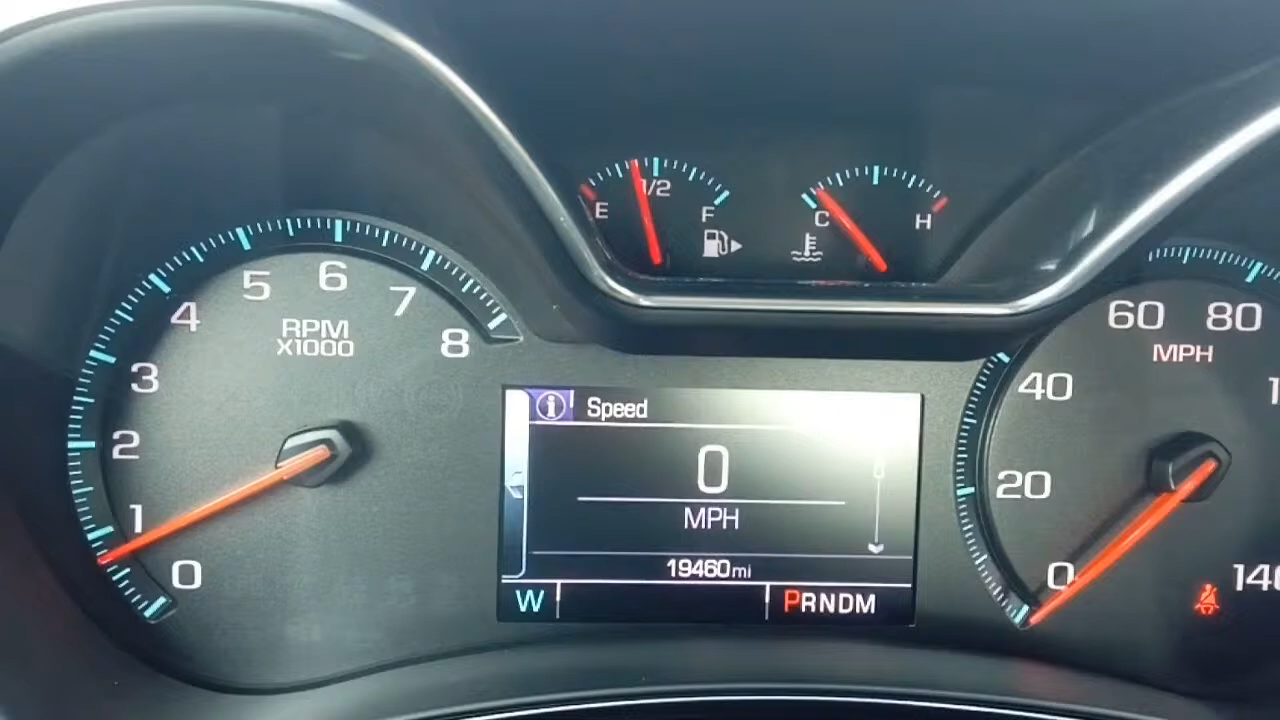 E 1/2 F
C H
5 6 7
4 8
3
2
1
0
RPM
X1000
Speed
0
MPH
19460mi
W
PRNDM
60 80
MPH
40
20
0